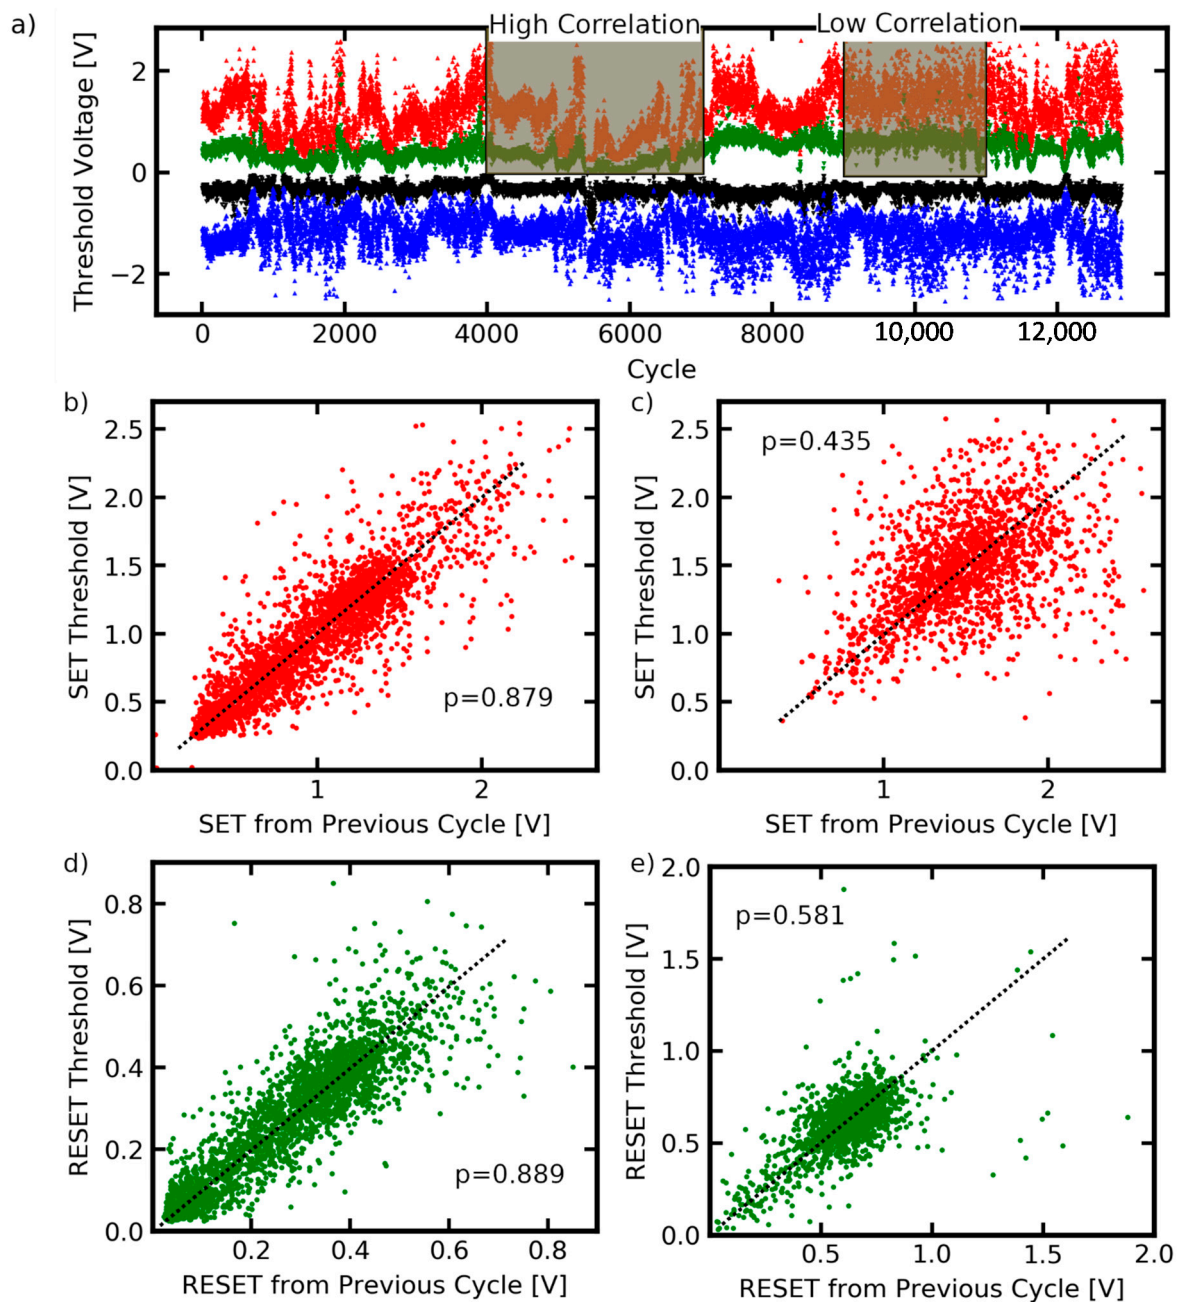 a)
High Correlation
Low Correlation
Threshold Voltage [V]
2
0
−2
0
2000
4000
6000
8000
10,000
12,000
Cycle
b)
SET Threshold [V]
2.5
2.0
1.5
1.0
0.5
0.0
p=0.879
1
2
SET from Previous Cycle [V]
c)
SET Threshold [V]
2.5
2.0
1.5
1.0
0.5
0.0
p=0.435
1
2
SET from Previous Cycle [V]
d)
RESET Threshold [V]
0.8
0.6
0.4
0.2
0.0
p=0.889
0.2
0.4
0.6
0.8
RESET from Previous Cycle [V]
e)
RESET Threshold [V]
2.0
1.5
1.0
0.5
0.0
p=0.581
0.5
1.0
1.5
2.0
RESET from Previous Cycle [V]